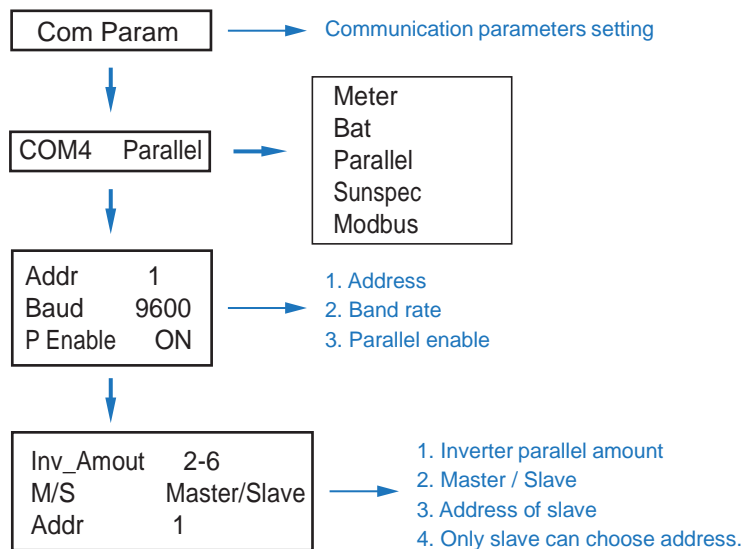 Com Param
Communication parameters setting
COM4 Parallel
Meter
Bat
Parallel
Sunspec
Modbus
Addr 1
Baud 9600
P Enable ON
1. Address
2. Band rate
3. Parallel enable
Inv_Amout 2-6
M/S Master/Slave
Addr 1
1. Inverter parallel amount
2. Master / Slave
3. Address of slave
4. Only slave can choose address.